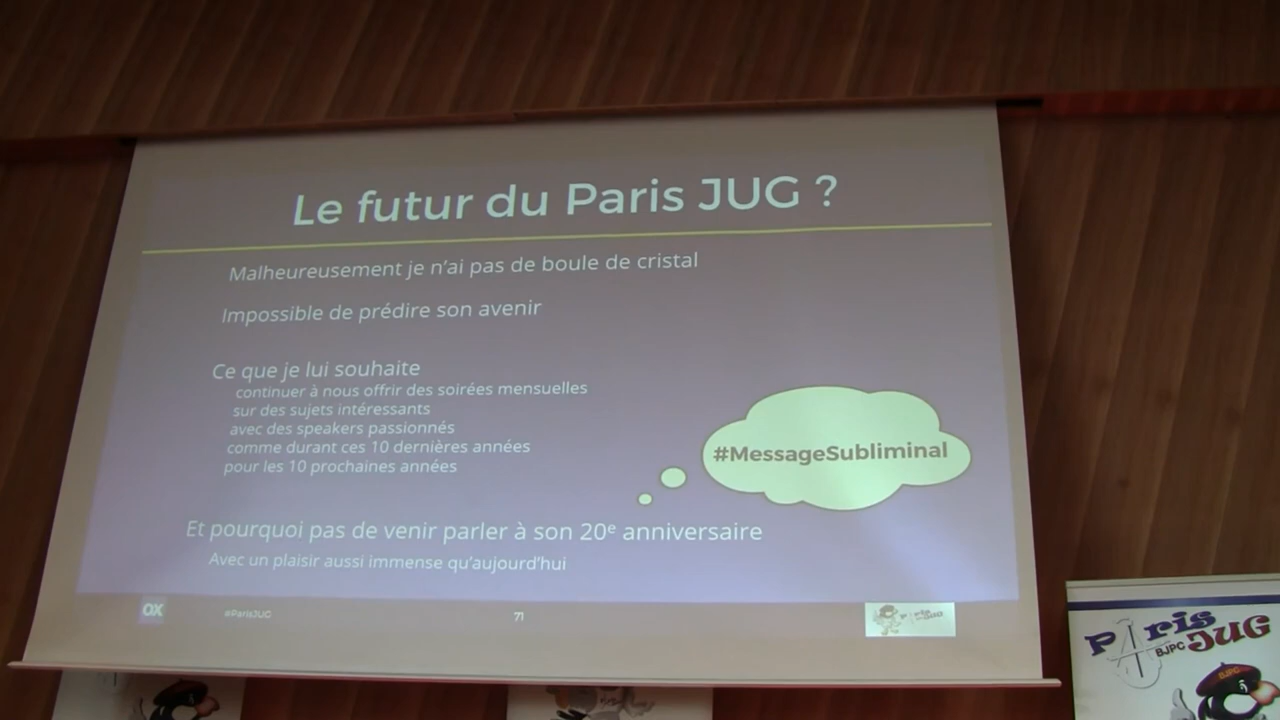 Le futur du Paris JUG ?
Malheureusement je n'ai pas de boule de cristal
Impossible de prédire son avenir
Ce que je lui souhaite
continuer à nous offrir des soirées mensuelles
sur des sujets intéressants
avec des speakers passionnés
comme durant ces 10 dernières années
pour les 10 prochaines années
#MessageSubliminal
Et pourquoi pas de venir parler à son 20e anniversaire
Avec un plaisir aussi immense qu'aujourd'hui
OX
#ParisJUG
71
Paris JUG
Paris
BJPC JUG
BJPC